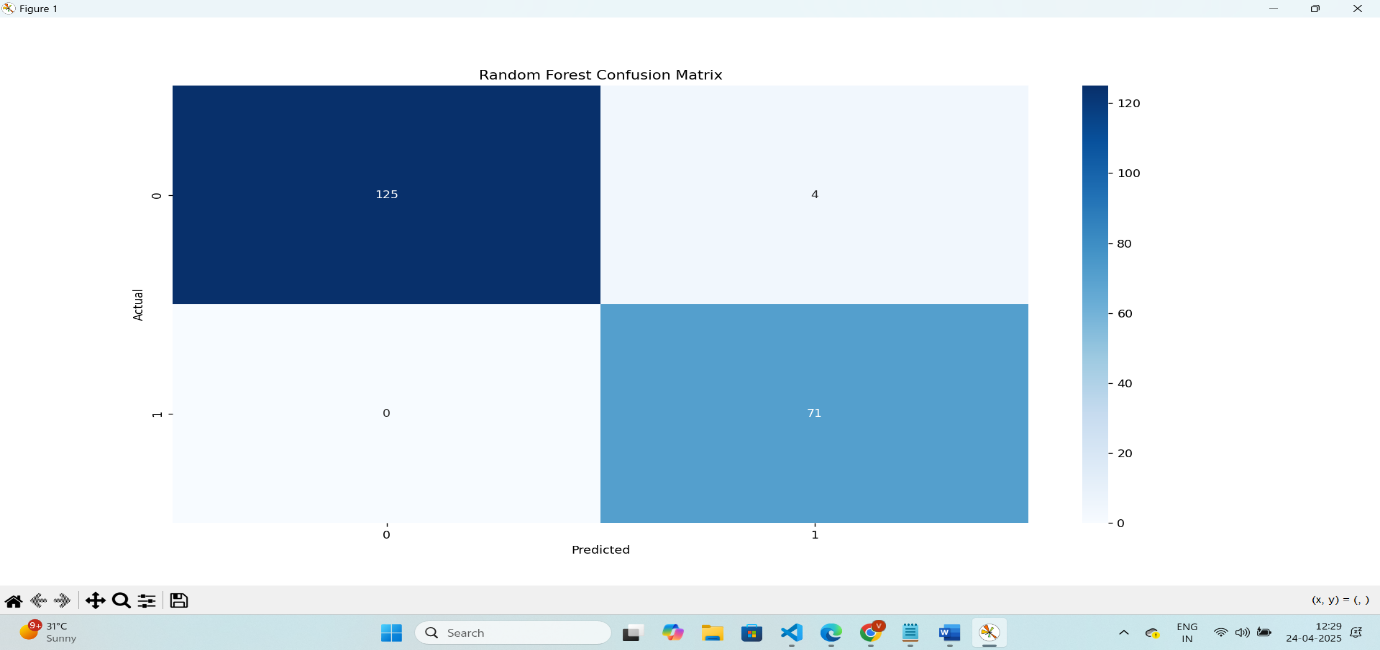 Figure 1
Random Forest Confusion Matrix
125
4
0
71
0
1
Actual
0
1
Predicted
120
100
80
60
40
20
0
(x, y) = (, )
9+
31°C
Sunny
Search
V
W
ENG
IN
12:29
24-04-2025